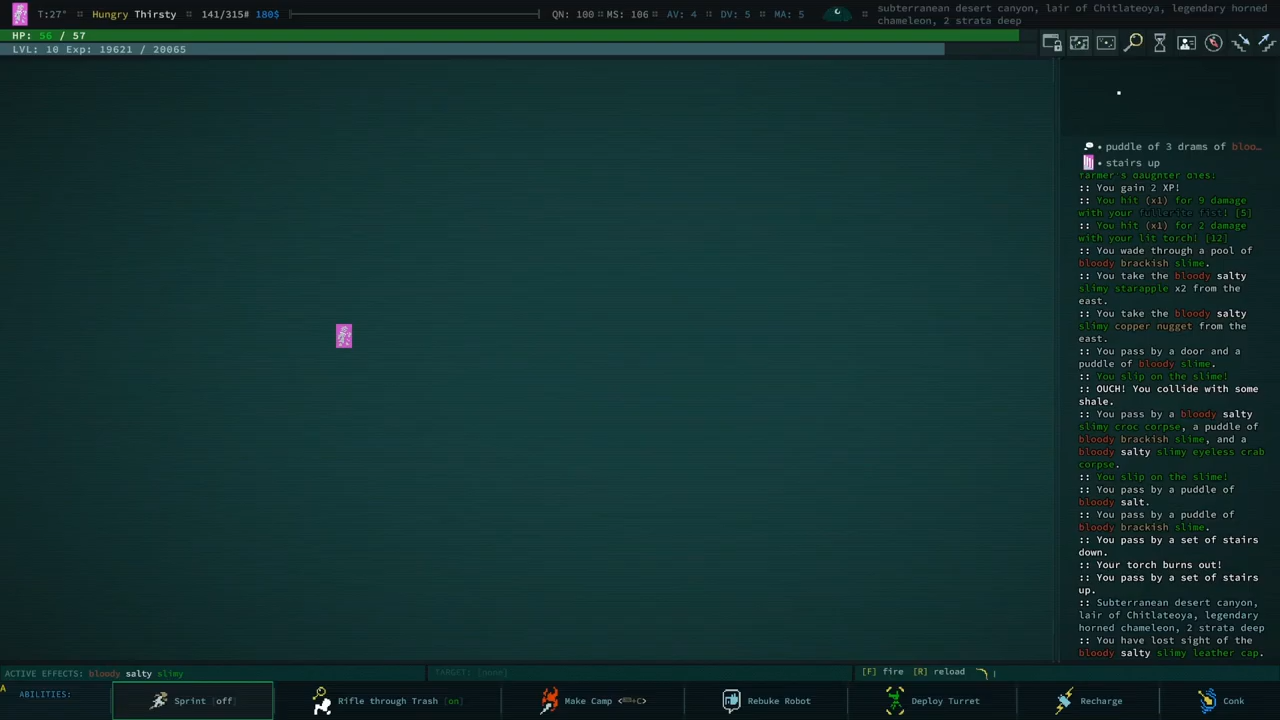 T:27° Hungry Thirsty 141/315# 180$ QN: 100 MS: 106 AV: 4 DV: 5 MA: 5 subterranean desert canyon, lair of Chitlateoya, legendary horned chameleon, 2 strata deep
HP: 56 / 57
LVL: 10 Exp: 19621 / 20065
• puddle of 3 drams of bloo…
• stairs up
farmer's daughter dies!
:: You gain 2 XP!
:: You hit (x1) for 9 damage
with your fullerite fist! [5]
:: You hit (x1) for 2 damage
with your lit torch! [12]
:: You wade through a pool of
bloody brackish slime.
:: You take the bloody salty
slimy starapple x2 from the
east.
:: You take the bloody salty
slimy copper nugget from the
east.
:: You pass by a door and a
puddle of bloody slime.
:: You slip on the slime!
:: OUCH! You collide with some
shale.
:: You pass by a bloody salty
slimy croc corpse, a puddle of
bloody brackish slime, and a
bloody salty slimy eyeless crab
corpse.
:: You slip on the slime!
:: You pass by a puddle of
bloody salt.
:: You pass by a puddle of
bloody brackish slime.
:: You pass by a set of stairs
down.
:: Your torch burns out!
:: You pass by a set of stairs
up.
:: Subterranean desert canyon,
lair of Chitlateoya, legendary
horned chameleon, 2 strata deep
:: You have lost sight of the
bloody salty slimy leather cap.
ACTIVE EFFECTS: bloody salty slimy TARGET: [none] [F] fire [R] reload
A ABILITIES: Sprint [off] Rifle through Trash [on] Make Camp Rebuke Robot Deploy Turret Recharge Conk